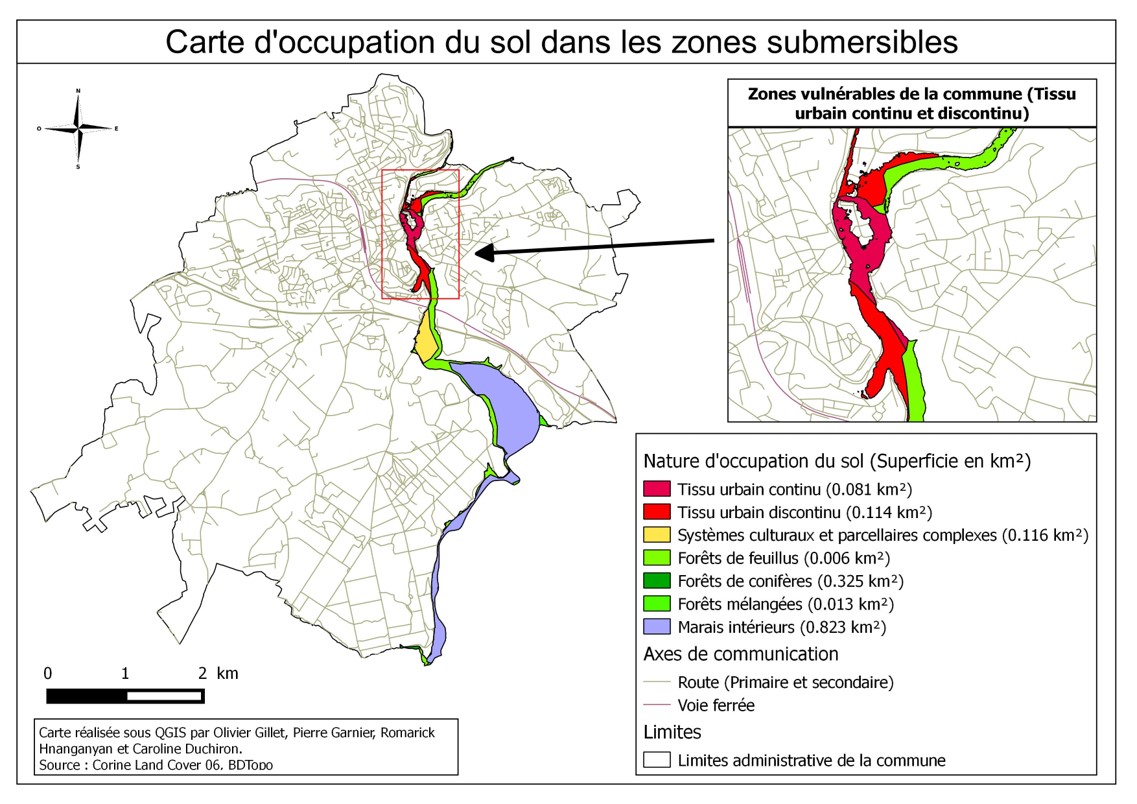 Carte d'occupation du sol dans les zones submersibles
N
O
E
S
Zones vulnérables de la commune (Tissu
urbain continu et discontinu)
Nature d'occupation du sol (Superficie en km²)
Tissu urbain continu (0.081 km²)
Tissu urbain discontinu (0.114 km²)
Systèmes culturaux et parcellaires complexes (0.116 km²)
Forêts de feuillus (0.006 km²)
Forêts de conifères (0.325 km²)
Forêts mélangées (0.013 km²)
Marais intérieurs (0.823 km²)
Axes de communication
Route (Primaire et secondaire)
Voie ferrée
Limites
Limites administrative de la commune
0 1 2 km
Carte réalisée sous QGIS par Olivier Gillet, Pierre Garnier, Romarick
Hnanganyan et Caroline Duchiron.
Source : Corine Land Cover 06, BDTopo